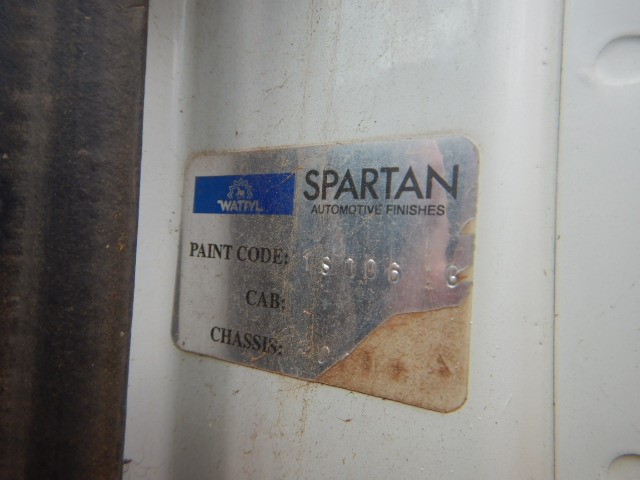 WATTYL
SPARTAN
AUTOMOTIVE FINISHES
PAINT CODE:
CAB:
CHASSIS: